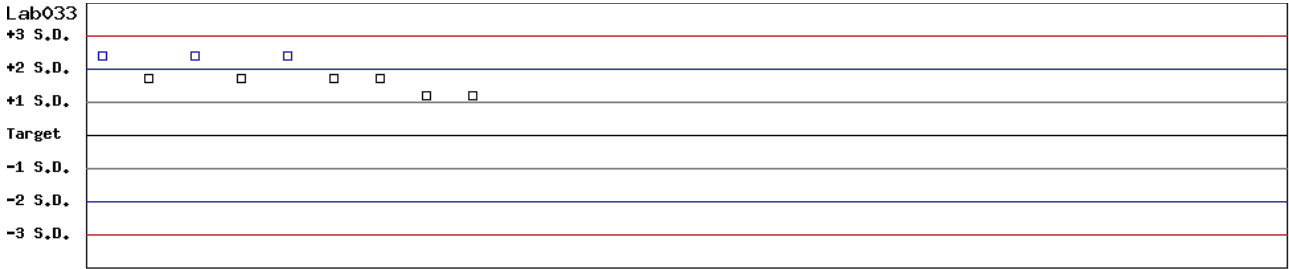 Lab033
+3 S.D.
+2 S.D.
+1 S.D.
Target
-1 S.D.
-2 S.D.
-3 S.D.